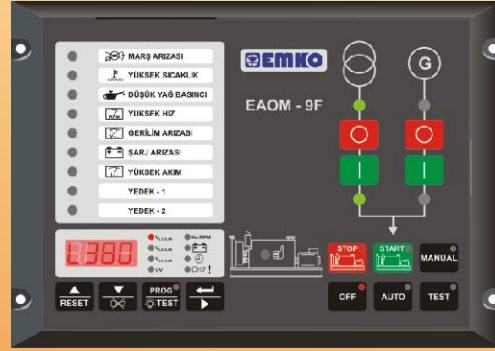 MARŞ ARIZASI
YÜKSEK SICAKLIK
DÜŞÜK YAĞ BASINCI
YÜKSEK HIZ
GERİLİM ARIZASI
ŞARJ ARIZASI
YÜKSEK AKIM
YEDEK - 1
YEDEK - 2
EMKO
EAOM - 9F
G
L380
STOP
START
MANUAL
RESET
PROG
TEST
OFF
AUTO
TEST